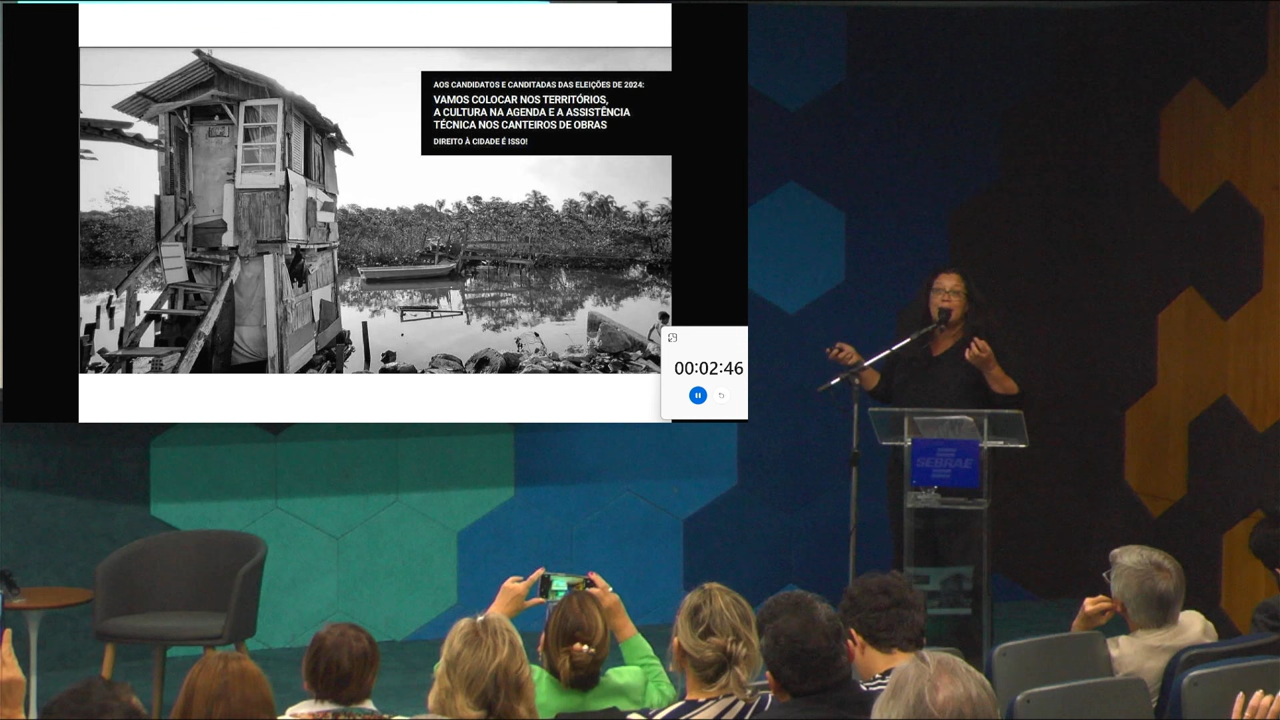 AOS CANDIDATOS E CANDITADAS DAS ELEIÇÕES DE 2024:
VAMOS COLOCAR NOS TERRITÓRIOS,
A CULTURA NA AGENDA E A ASSISTÊNCIA
TÉCNICA NOS CANTEIROS DE OBRAS
DIREITO À CIDADE É ISSO!
00:02:46
SEBRAE